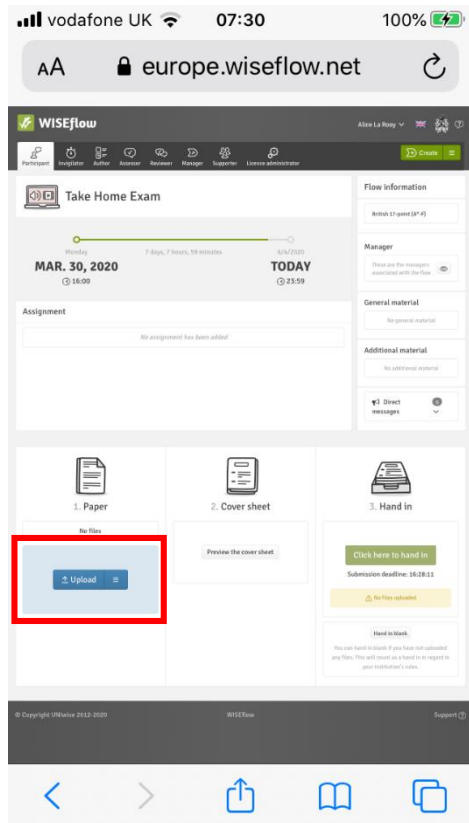 vodafone UK 07:30 100%
AA europe.wiseflow.net
WISEflow Alice La Rooy
Participant Invigilator Author Assessor Reviewer Manager Supporter Licence administrator Create
Take Home Exam
Flow information
British 17-point (A*-F)
Monday 7 days, 7 hours, 59 minutes 6/4/2020
MAR. 30, 2020 TODAY
16:00 23:59
Manager
These are the managers associated with the flow
General material
No general material
Assignment
No assignment has been added
Additional material
No additional material
Direct messages 0
1. Paper
No files
Upload
2. Cover sheet
Preview the cover sheet
3. Hand in
Click here to hand in
Submission deadline: 16:28:11
No files uploaded
Hand in blank
You can hand in blank if you have not uploaded
any files. This will count as a hand in in regard to
your institution's rules.
© Copyright UNIwise 2012-2020 WISEflow Support